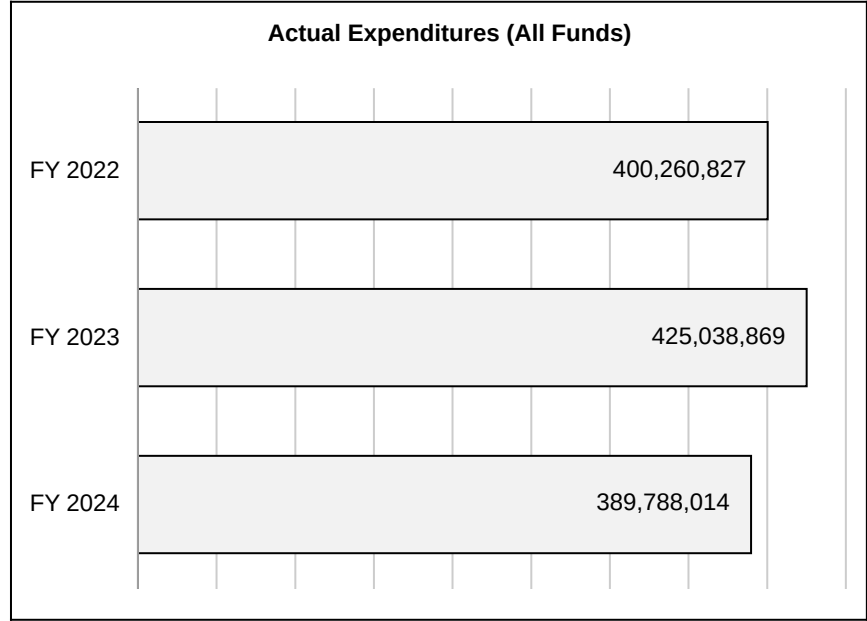 Actual Expenditures (All Funds)
FY 2022
400,260,827
FY 2023
425,038,869
FY 2024
389,788,014